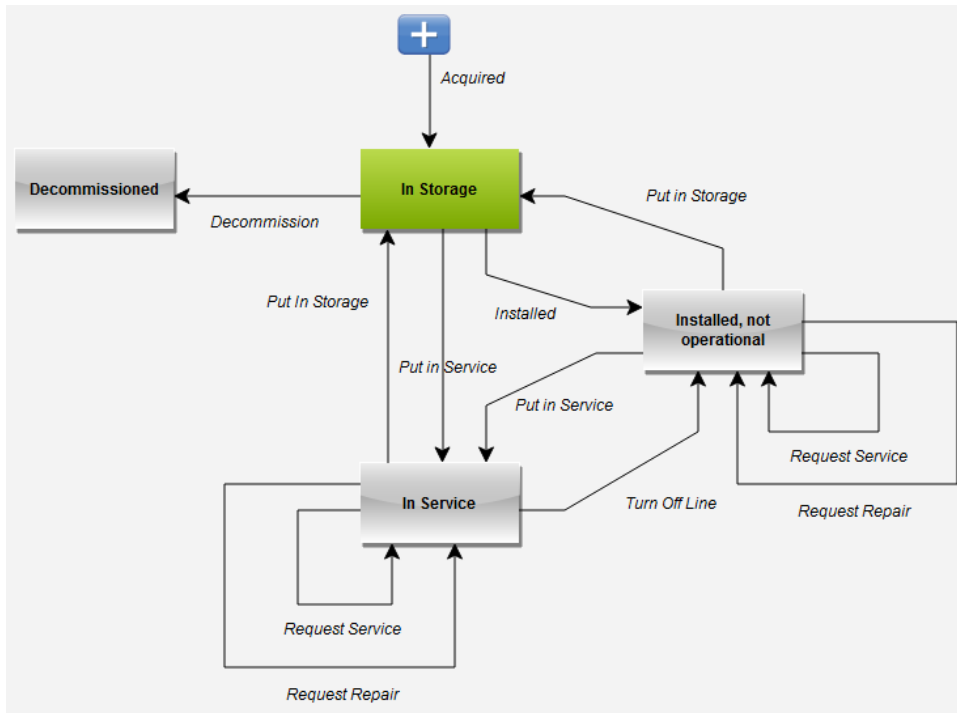 Acquired
Decommissioned
In Storage
Put in Storage
Decommission
Put In Storage
Installed
Installed, not
operational
Put in Service
Put in Service
Request Service
In Service
Turn Off Line
Request Repair
Request Service
Request Repair